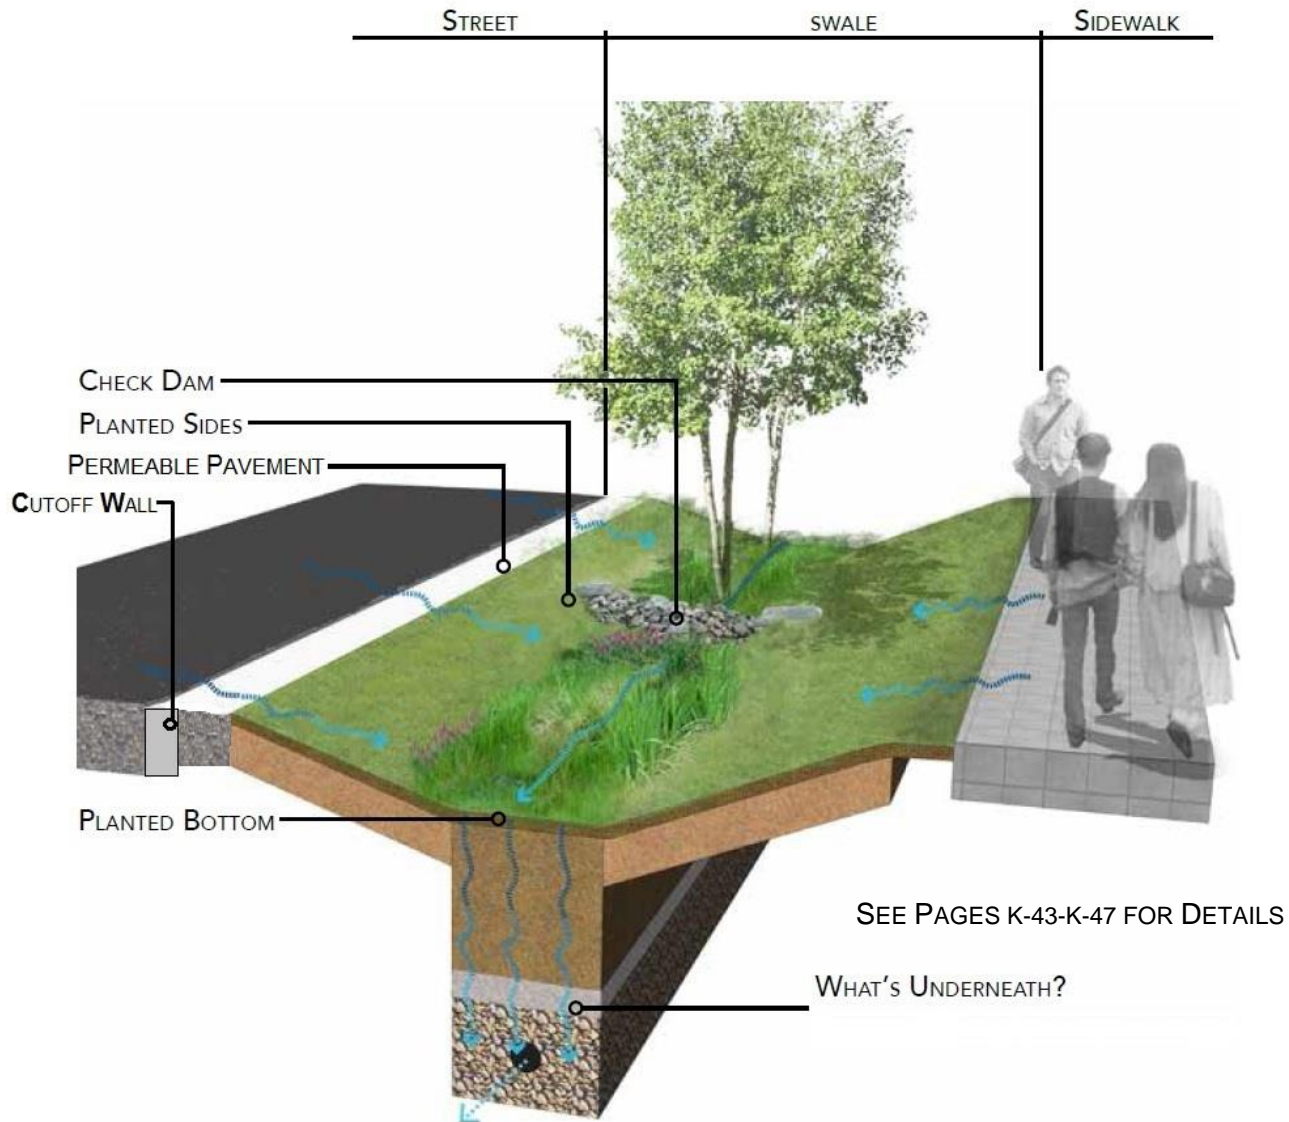 STREET
SWALE
SIDEWALK
CHECK DAM
PLANTED SIDES
PERMEABLE PAVEMENT
CUTOFF WALL
PLANTED BOTTOM
SEE PAGES K-43-K-47 FOR DETAILS
WHAT'S UNDERNEATH?